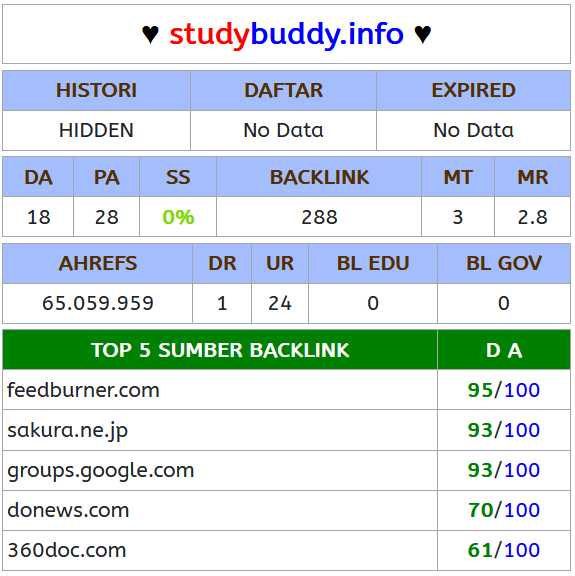 ♥ studybuddy.info ♥
HISTORI DAFTAR EXPIRED
HIDDEN No Data No Data
DA PA SS BACKLINK MT MR
18 28 0% 288 3 2.8
AHREFS DR UR BL EDU BL GOV
65.059.959 1 24 0 0
TOP 5 SUMBER BACKLINK D A
feedburner.com 95/100
sakura.ne.jp 93/100
groups.google.com 93/100
donews.com 70/100
360doc.com 61/100